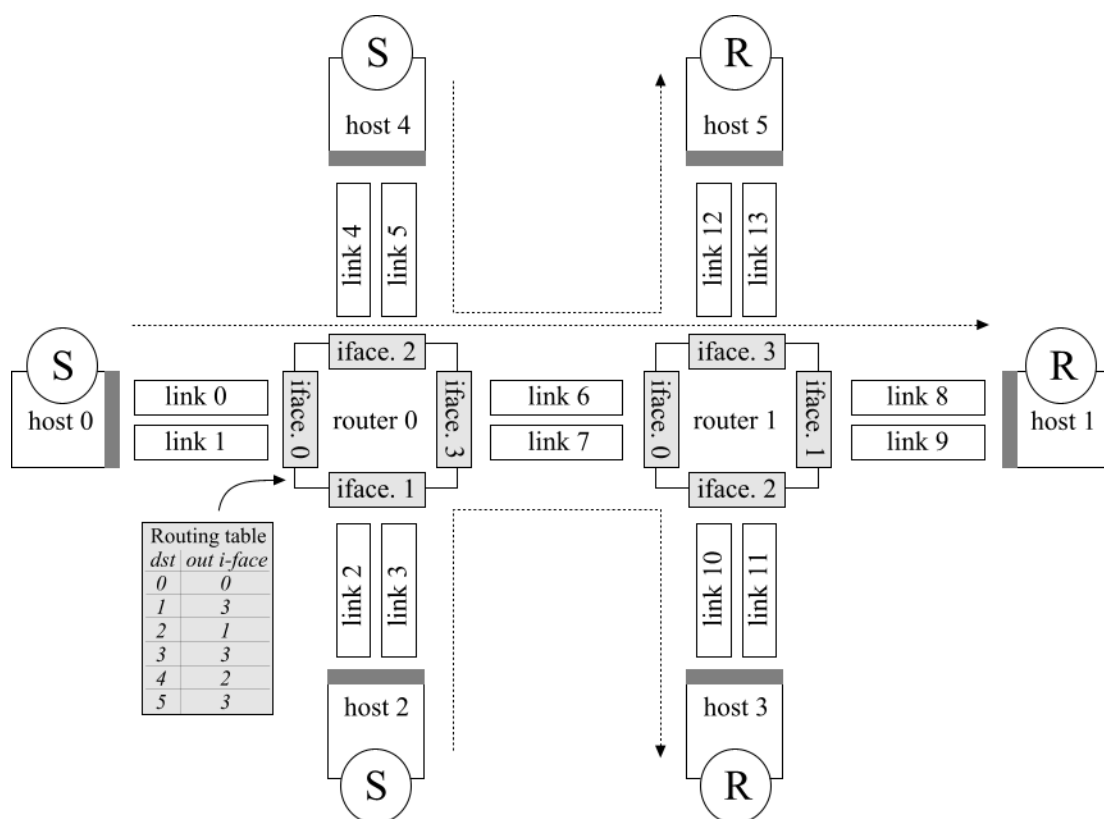 S
R
host 4
host 5
link 4
link 5
link 12
link 13
S
host 0
link 0
link 1
iface. 2
iface. 0
router 0
iface. 3
iface. 1
link 6
link 7
iface. 3
iface. 0
router 1
iface. 1
iface. 2
link 8
link 9
R
host 1
Routing table
dst out i-face
0 0
1 3
2 1
3 3
4 2
5 3
link 2
link 3
link 10
link 11
host 2
host 3
S
R